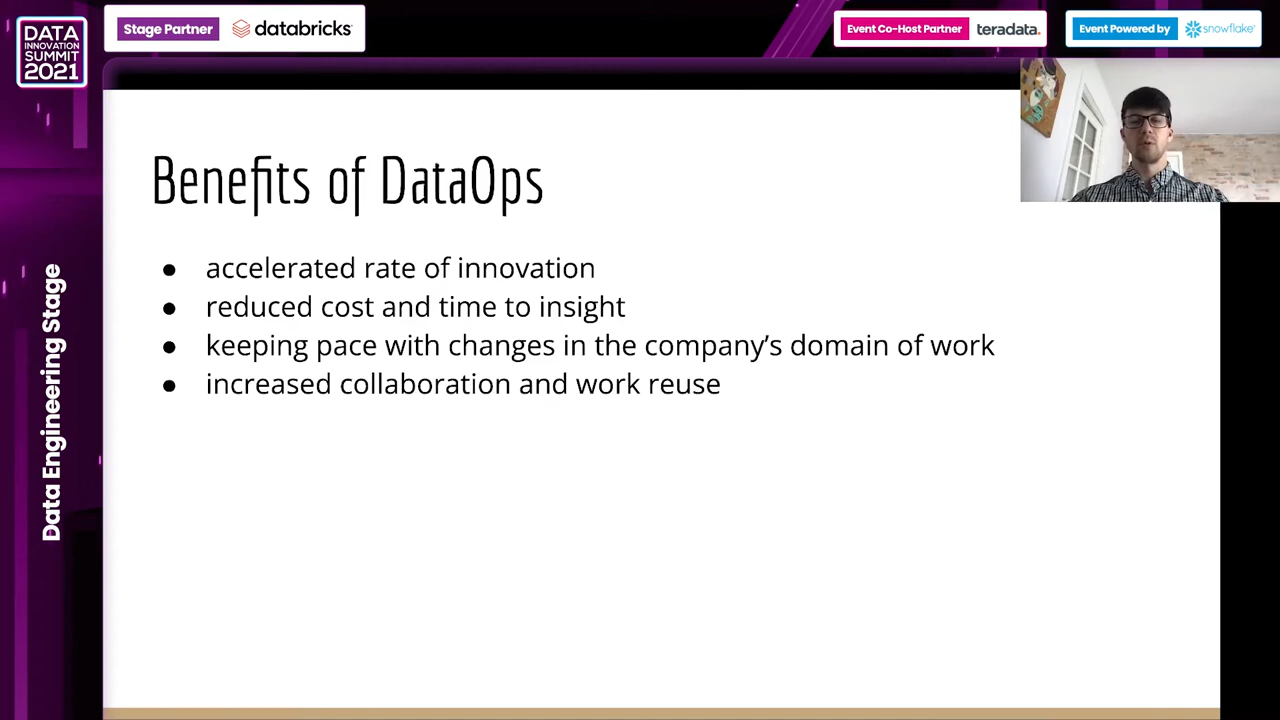 DATA
INNOVATION
SUMMIT
2021
Stage Partner
databricks
Event Co-Host Partner
teradata.
Event Powered by
snowflake
Data Engineering Stage
Benefits of DataOps
● accelerated rate of innovation
● reduced cost and time to insight
● keeping pace with changes in the company’s domain of work
● increased collaboration and work reuse